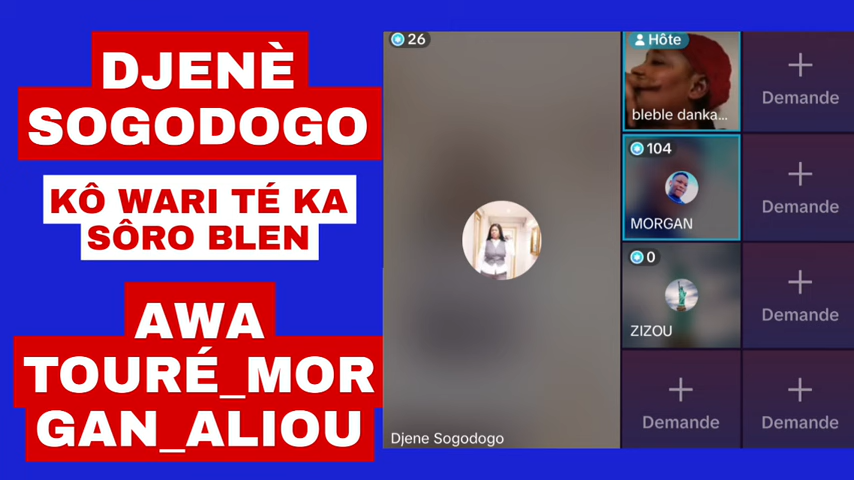 DJENÈ
SOGODOGO
KÔ WARI TÉ KA
SÔRO BLEN
AWA
TOURÉ_MOR
GAN_ALIOU
26
Djene Sogodogo
Hôte
bleble danka...
Demande
104
MORGAN
Demande
0
ZIZOU
Demande
Demande
Demande